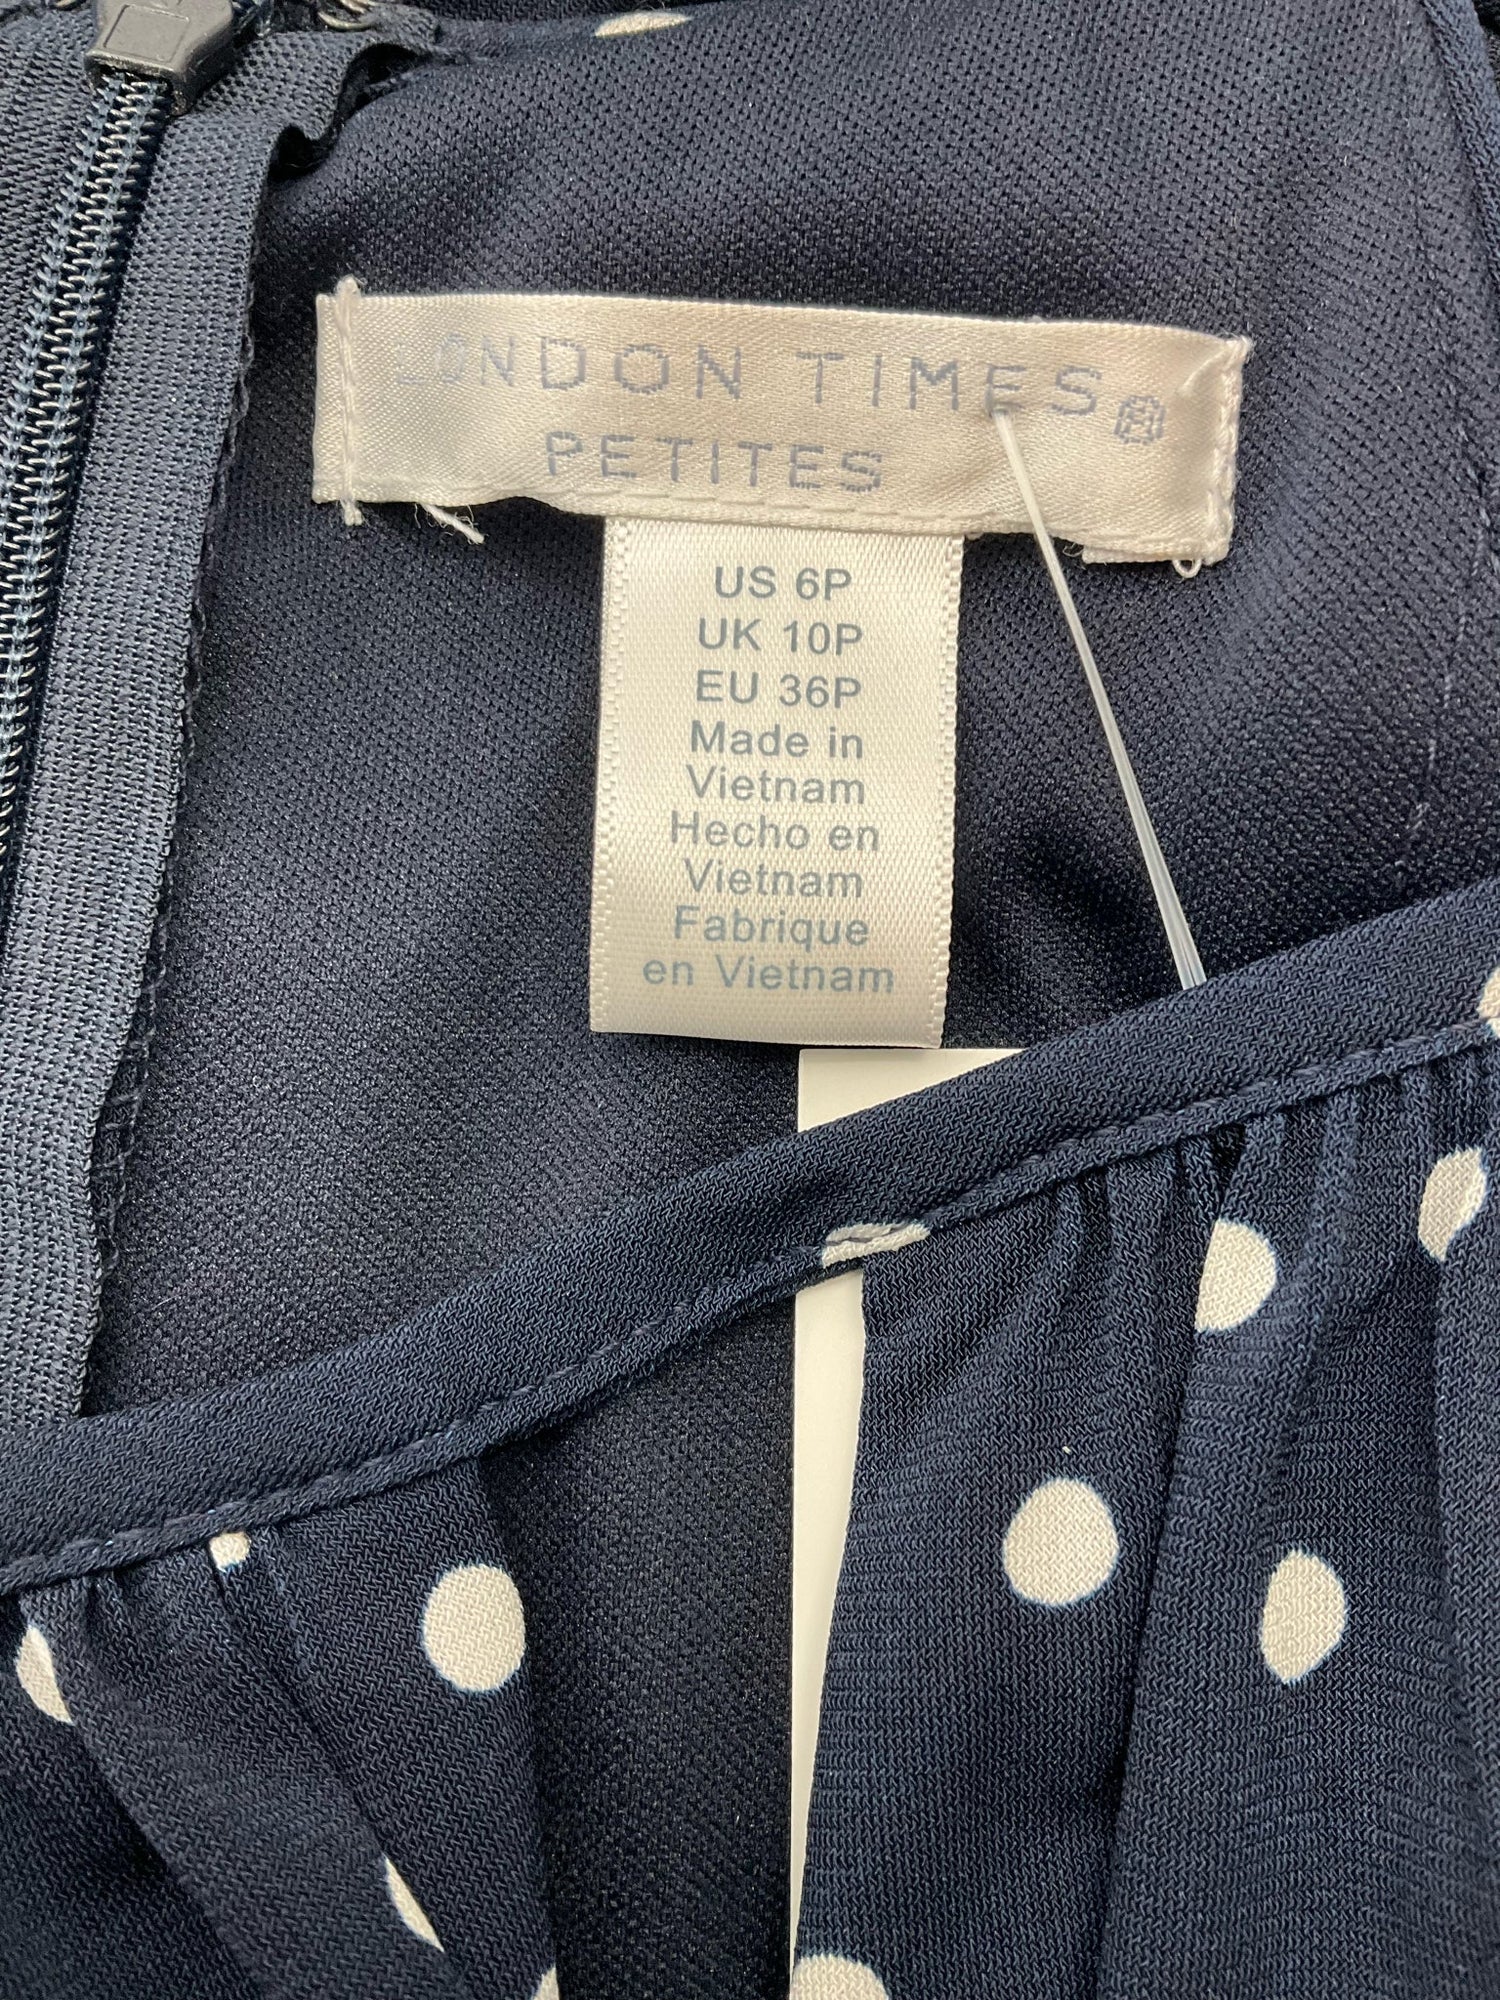 LONDON TIMES®
PETITES
US 6P
UK 10P
EU 36P
Made in
Vietnam
Hecho en
Vietnam
Fabrique
en Vietnam